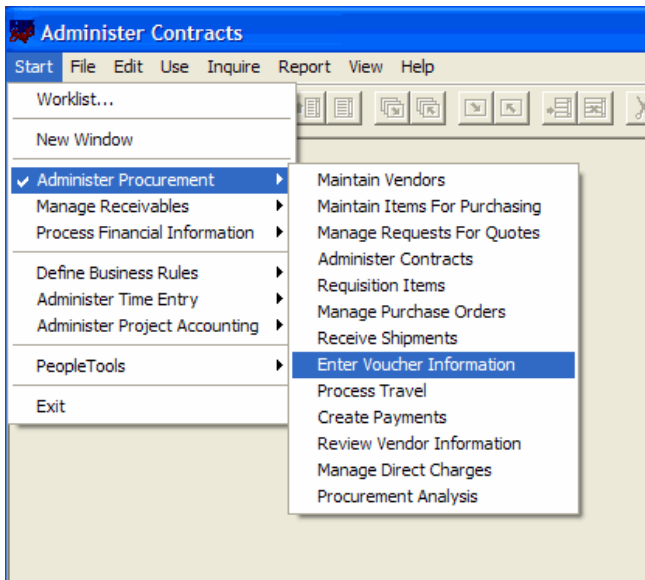 Administer Contracts
Start File Edit Use Inquire Report View Help
Worklist...
New Window
Administer Procurement
Manage Receivables
Process Financial Information
Define Business Rules
Administer Time Entry
Administer Project Accounting
PeopleTools
Exit
Maintain Vendors
Maintain Items For Purchasing
Manage Requests For Quotes
Administer Contracts
Requisition Items
Manage Purchase Orders
Receive Shipments
Enter Voucher Information
Process Travel
Create Payments
Review Vendor Information
Manage Direct Charges
Procurement Analysis